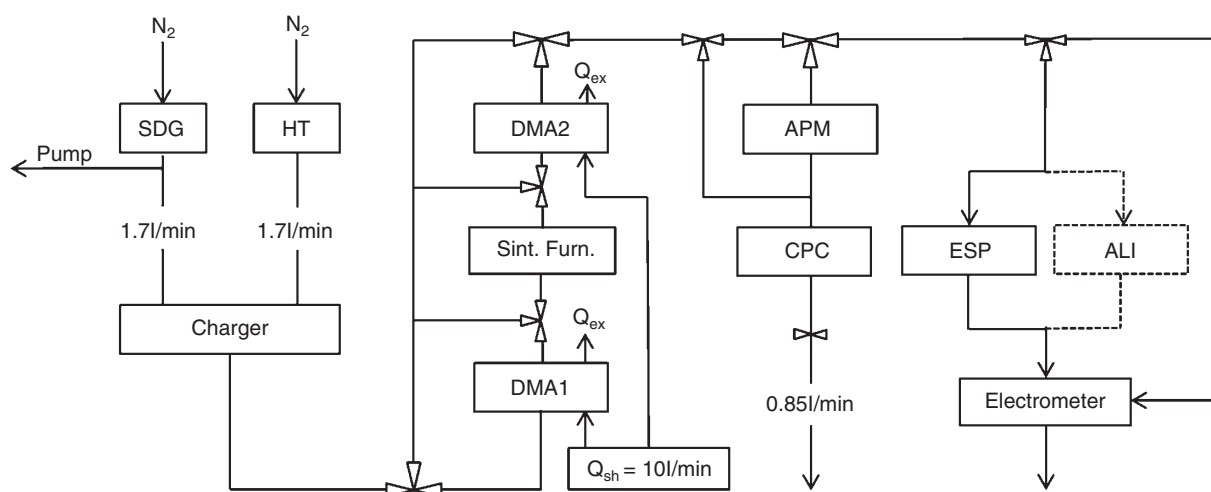 N2
N2
SDG
HT
Pump
1.7l/min
1.7l/min
Charger
Qex
DMA2
Sint. Furn.
Qex
DMA1
Qsh = 10l/min
APM
CPC
0.85l/min
ESP
ALI
Electrometer